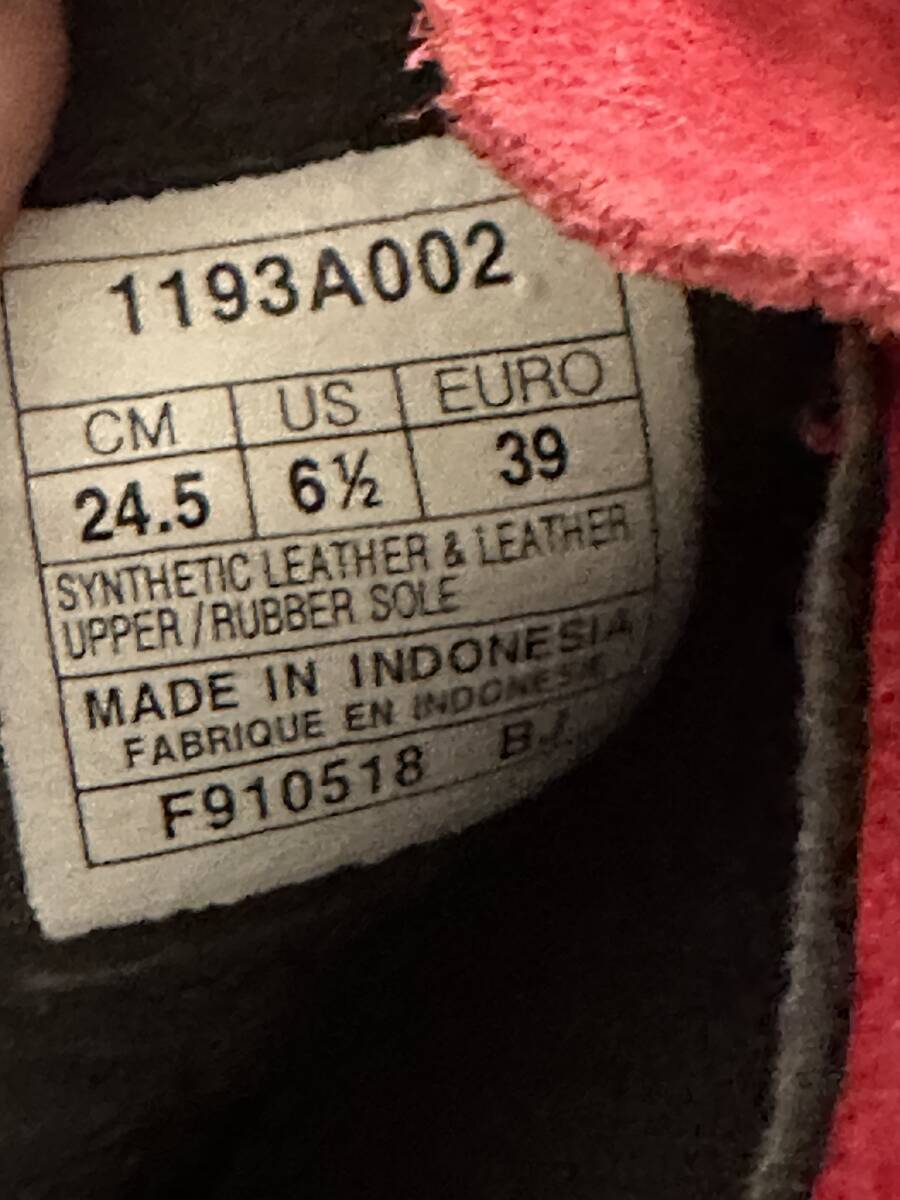 1193A002
CM US EURO
24.5 6½ 39
SYNTHETIC LEATHER & LEATHER
UPPER/RUBBER SOLE
MADE IN INDONESIA
FABRIQUE EN INDONESIE
F910518